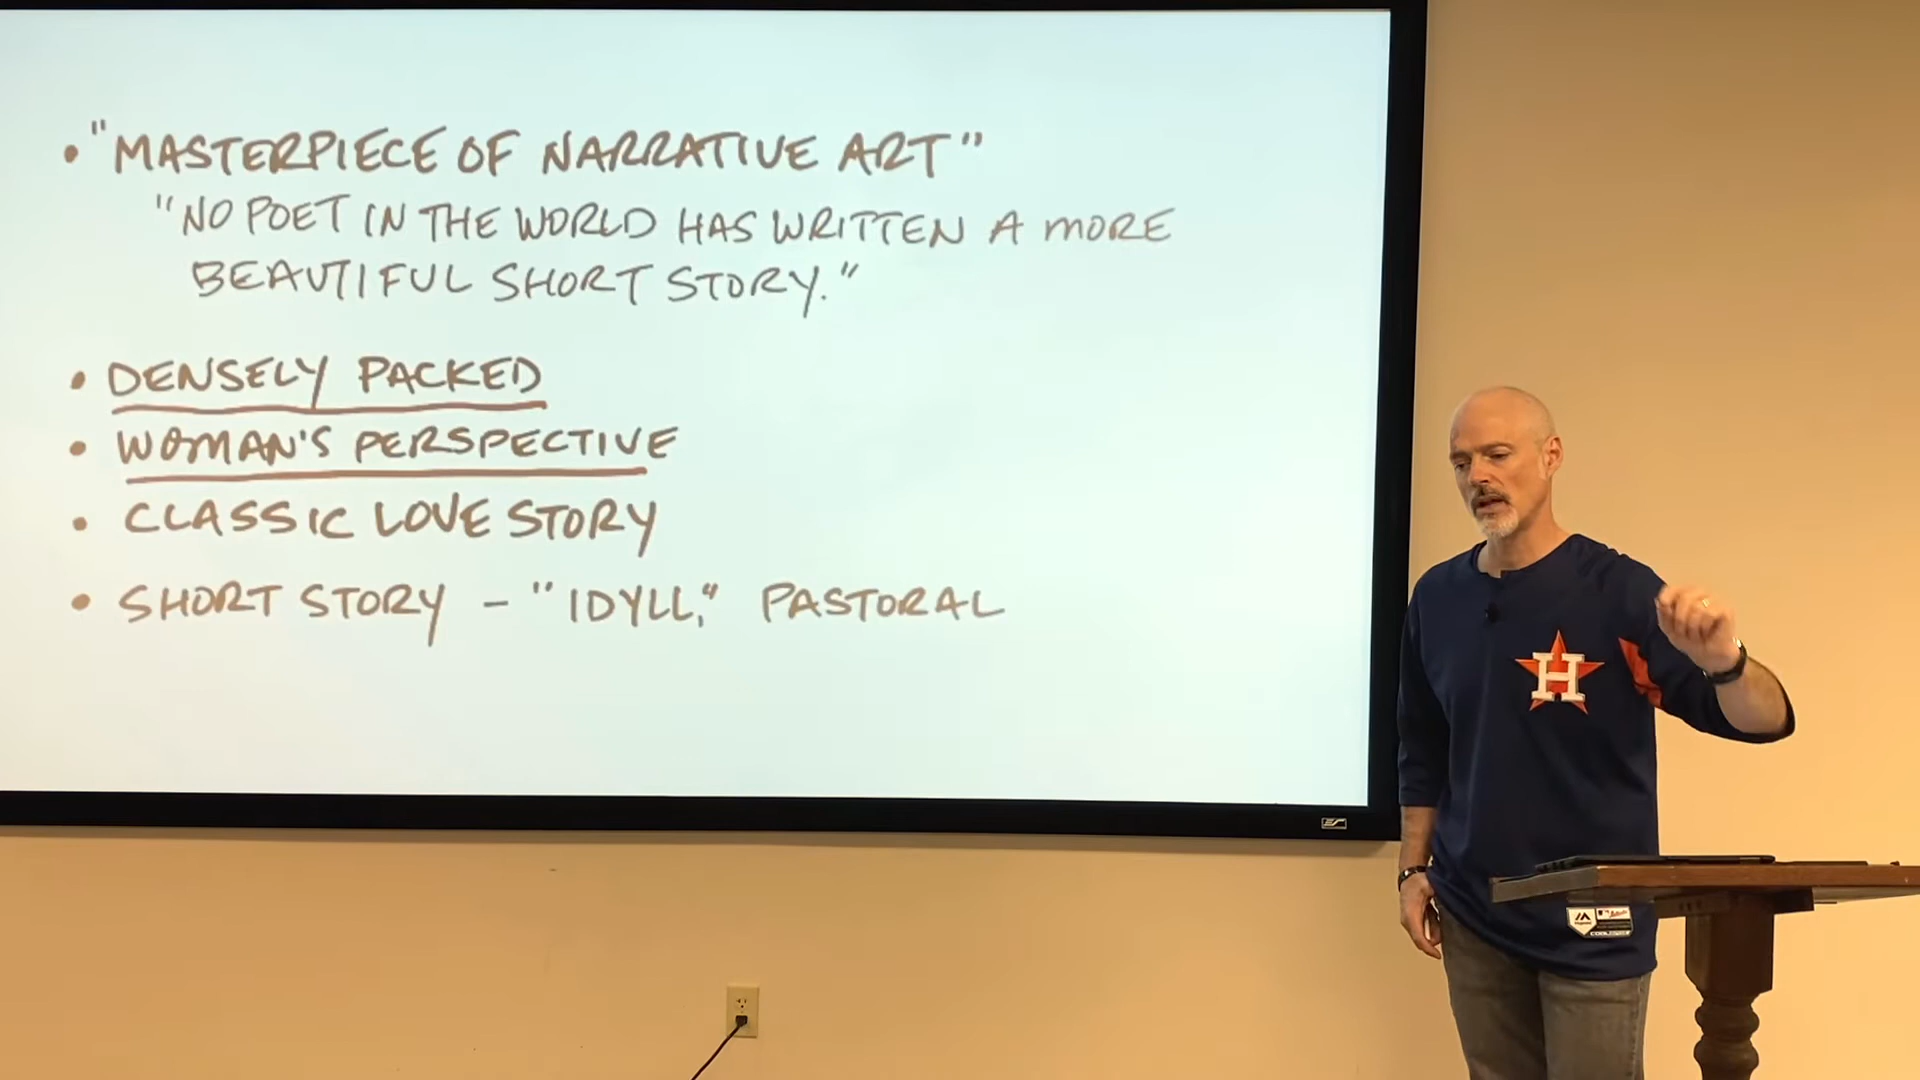 • "MASTERPIECE OF NARRATIVE ART"
"NO POET IN THE WORLD HAS WRITTEN A MORE
BEAUTIFUL SHORT STORY."
• DENSELY PACKED
• WOMAN'S PERSPECTIVE
• CLASSIC LOVE STORY
• SHORT STORY - "IDYLL," PASTORAL
H